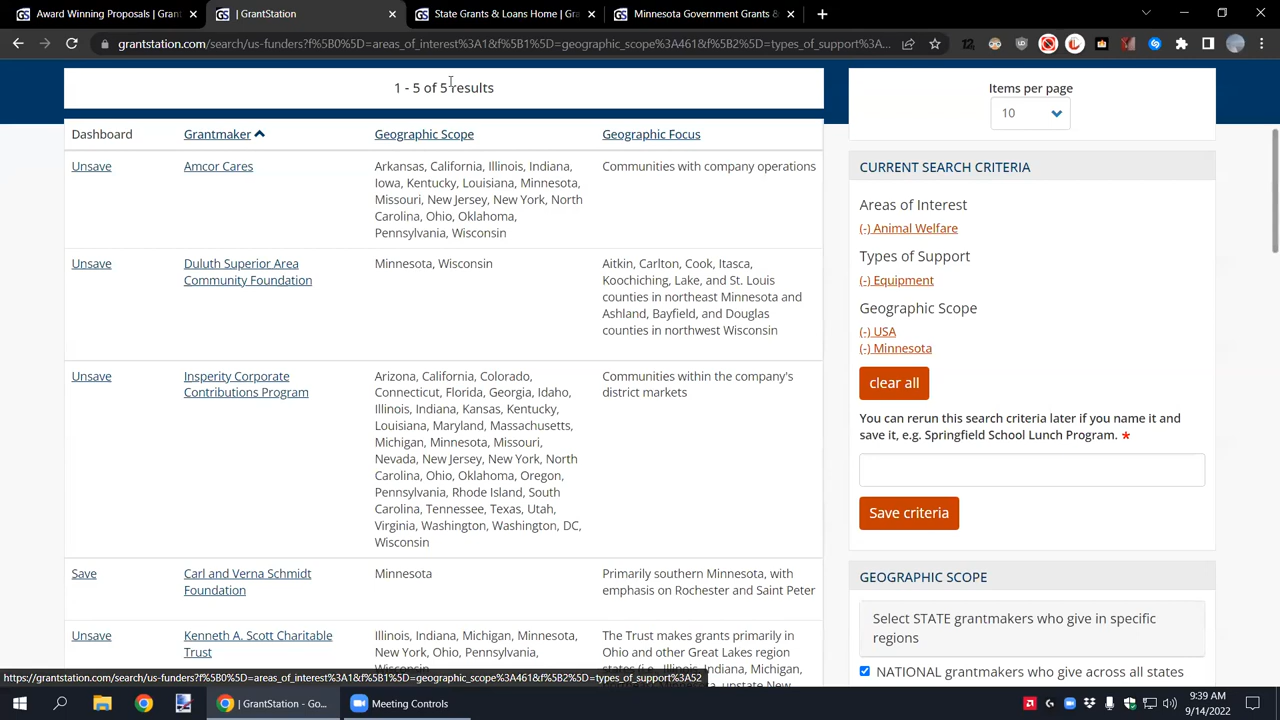 Award Winning Proposals | Grant
| GrantStation
State Grants & Loans Home | Gra
Minnesota Government Grants &
grantstation.com/search/us-funders?f%5B0%5D=areas_of_interest%3A1&f%5B1%5D=geographic_scope%3A461&f%5B2%5D=types_of_support%3A...
1 - 5 of 5 results
Items per page
10
Dashboard Grantmaker Geographic Scope Geographic Focus
Unsave
Amcor Cares
Arkansas, California, Illinois, Indiana,
Iowa, Kentucky, Louisiana, Minnesota,
Missouri, New Jersey, New York, North
Carolina, Ohio, Oklahoma,
Pennsylvania, Wisconsin
Communities with company operations
Unsave
Duluth Superior Area
Community Foundation
Minnesota, Wisconsin
Aitkin, Carlton, Cook, Itasca,
Koochiching, Lake, and St. Louis
counties in northeast Minnesota and
Ashland, Bayfield, and Douglas
counties in northwest Wisconsin
Unsave
Insperity Corporate
Contributions Program
Arizona, California, Colorado,
Connecticut, Florida, Georgia, Idaho,
Illinois, Indiana, Kansas, Kentucky,
Louisiana, Maryland, Massachusetts,
Michigan, Minnesota, Missouri,
Nevada, New Jersey, New York, North
Carolina, Ohio, Oklahoma, Oregon,
Pennsylvania, Rhode Island, South
Carolina, Tennessee, Texas, Utah,
Virginia, Washington, Washington, DC,
Wisconsin
Communities within the company's
district markets
Save
Carl and Verna Schmidt
Foundation
Minnesota
Primarily southern Minnesota, with
emphasis on Rochester and Saint Peter
Unsave
Kenneth A. Scott Charitable
Trust
Illinois, Indiana, Michigan, Minnesota,
New York, Ohio, Pennsylvania,
Wisconsin
The Trust makes grants primarily in
Ohio and other Great Lakes region
states (i.e., Illinois, Indiana, Michigan,
upstate New
CURRENT SEARCH CRITERIA
Areas of Interest
(-) Animal Welfare
Types of Support
(-) Equipment
Geographic Scope
(-) USA
(-) Minnesota
clear all
You can rerun this search criteria later if you name it and
save it, e.g. Springfield School Lunch Program. *
Save criteria
GEOGRAPHIC SCOPE
Select STATE grantmakers who give in specific
regions
NATIONAL grantmakers who give across all states
https://grantstation.com/search/us-funders?f%5B0%5D=areas_of_interest%3A1&f%5B1%5D=geographic_scope%3A461&f%5B2%5D=types_of_support%3A52
| GrantStation - Go...
Meeting Controls
9:39 AM
9/14/2022